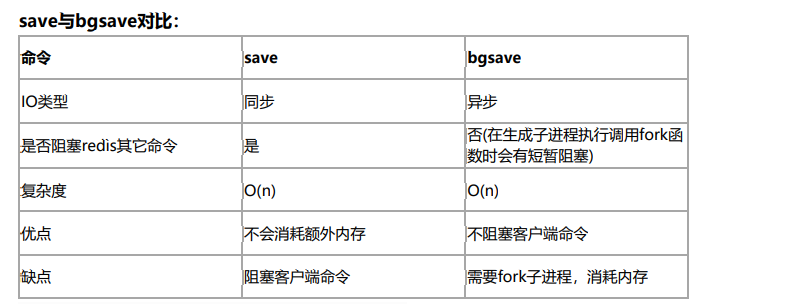 save与bgsave对比：
命令 save bgsave
IO类型 同步 异步
是否阻塞redis其它命令 是 否(在生成子进程执行调用fork函
数时会有短暂阻塞)
复杂度 O(n) O(n)
优点 不会消耗额外内存 不阻塞客户端命令
缺点 阻塞客户端命令 需要fork子进程，消耗内存